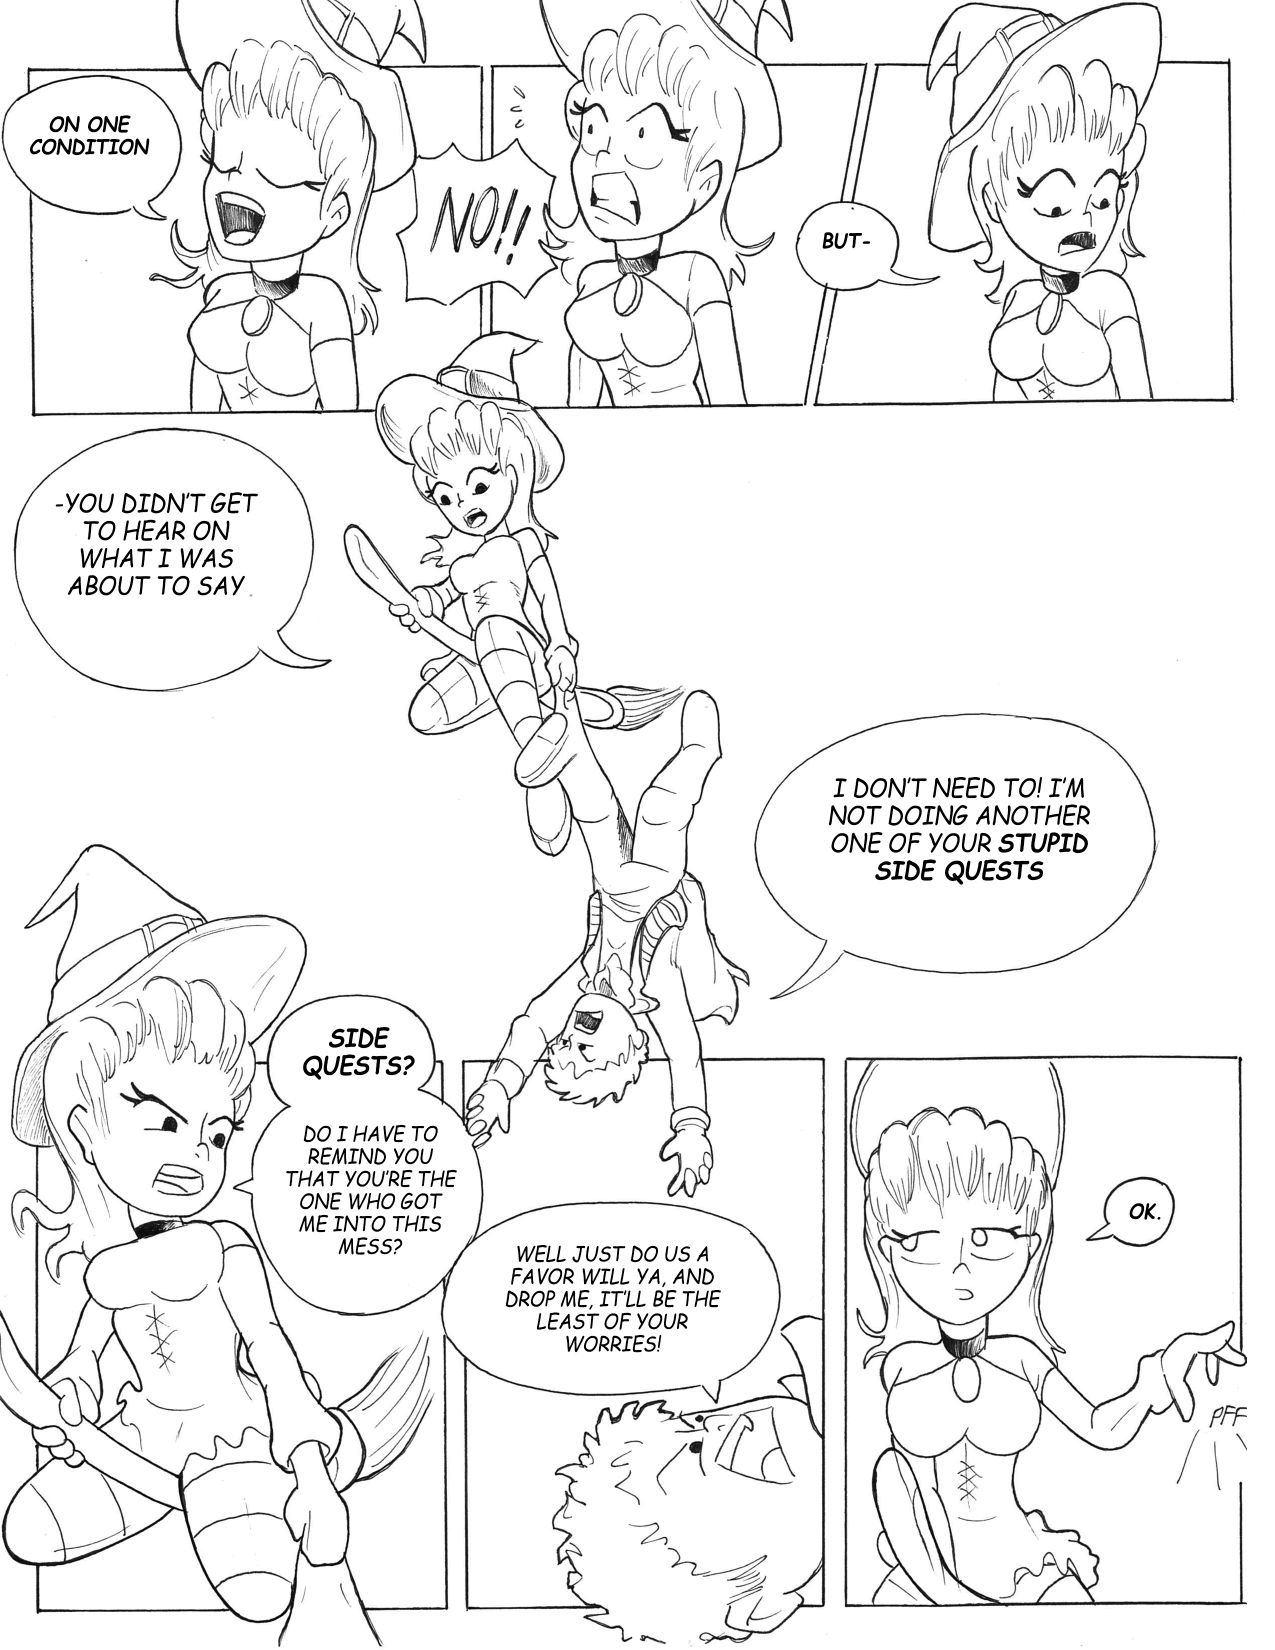 ON ONE
CONDITION
NO!!
BUT-
-YOU DIDN'T GET
TO HEAR ON
WHAT I WAS
ABOUT TO SAY
I DON'T NEED TO! I'M
NOT DOING ANOTHER
ONE OF YOUR STUPID
SIDE QUESTS
SIDE
QUESTS?
DO I HAVE TO
REMIND YOU
THAT YOU'RE THE
ONE WHO GOT
ME INTO THIS
MESS?
WELL JUST DO US A
FAVOR WILL YA, AND
DROP ME, IT'LL BE THE
LEAST OF YOUR
WORRIES!
OK.
PFF